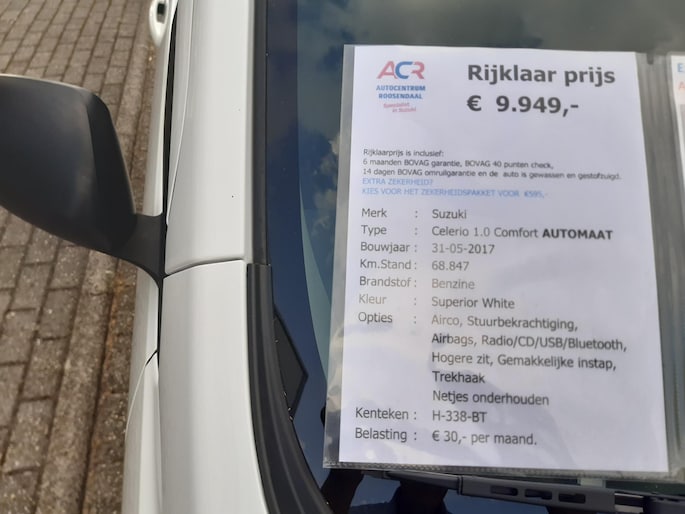 ACR
AUTOCENTRUM
ROOSENDAAL
Specialist
in Suzuki
Rijklaar prijs
€ 9.949,-
Rijklaarprijs is inclusief:
6 maanden BOVAG garantie, BOVAG 40 punten check,
14 dagen BOVAG omruilgarantie en de auto is gewassen en gestofzuigd.
EXTRA ZEKERHEID?
KIES VOOR HET ZEKERHEIDSPAKKET VOOR €595,-
Merk : Suzuki
Type : Celerio 1.0 Comfort AUTOMAAT
Bouwjaar : 31-05-2017
Km.Stand : 68.847
Brandstof : Benzine
Kleur : Superior White
Opties : Airco, Stuurbekrachtiging,
Airbags, Radio/CD/USB/Bluetooth,
Hogere zit, Gemakkelijke instap,
Trekhaak
Netjes onderhouden
Kenteken : H-338-BT
Belasting : € 30,- per maand.